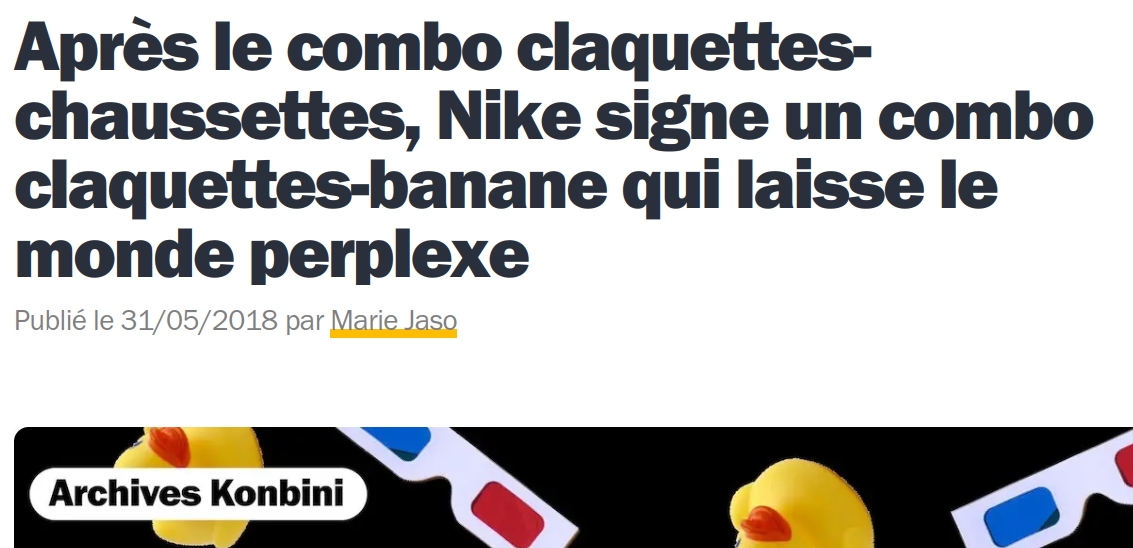 Après le combo claquettes-
chaussettes, Nike signe un combo
claquettes-banane qui laisse le
monde perplexe
Publié le 31/05/2018 par Marie Jaso
Archives Konbini